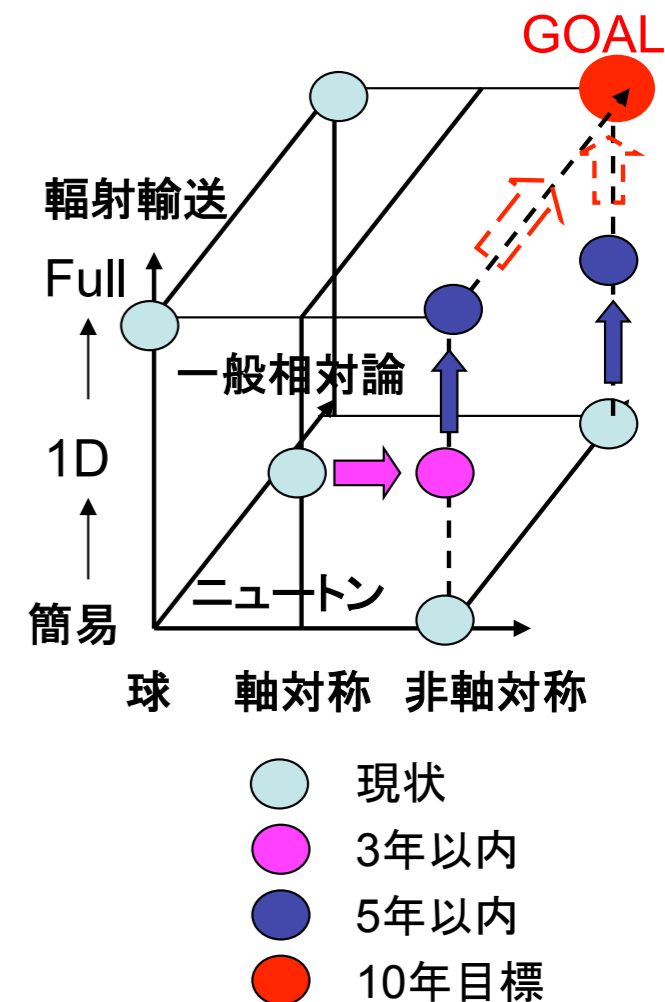 GOAL
輻射輸送
Full
一般相対論
1D
ニュートン
簡易
球 軸対称 非軸対称
現状
3年以内
5年以内
10年目標